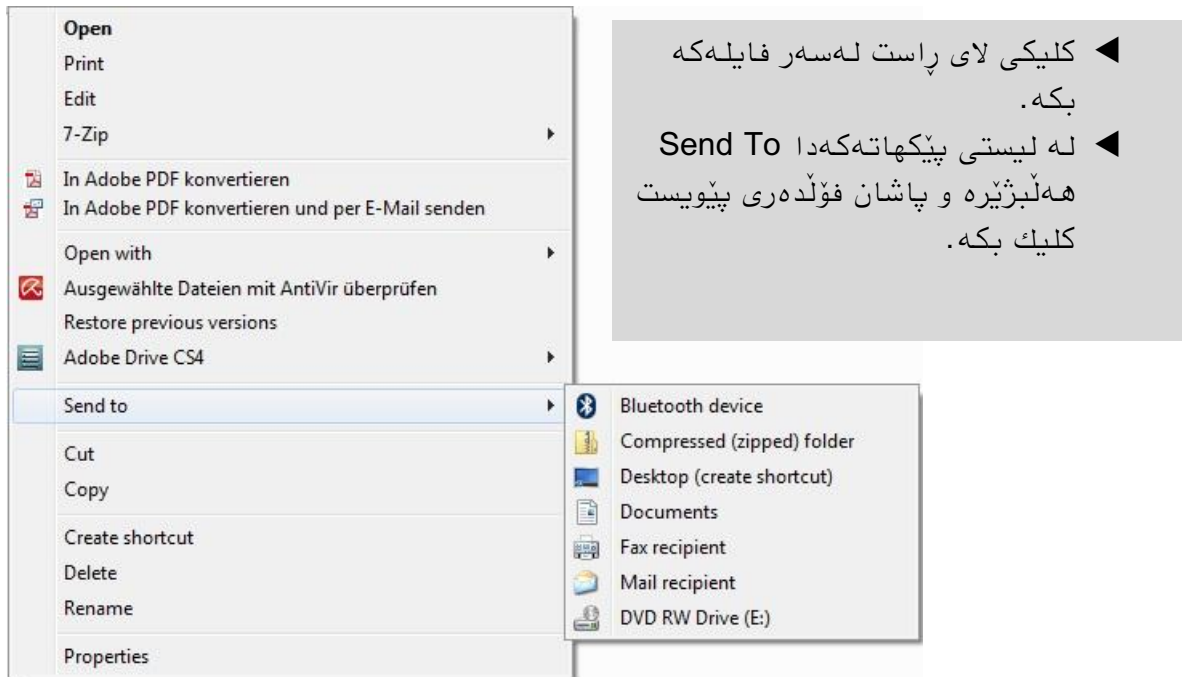 Open
Print
Edit
7-Zip
In Adobe PDF konvertieren
In Adobe PDF konvertieren und per E-Mail senden
Open with
Ausgewählte Dateien mit AntiVir überprüfen
Restore previous versions
Adobe Drive CS4
Send to
Cut
Copy
Create shortcut
Delete
Rename
Properties
Bluetooth device
Compressed (zipped) folder
Desktop (create shortcut)
Documents
Fax recipient
Mail recipient
DVD RW Drive (E:)
کلیکی لای ڕاست لەسەر فایلەکە
بکە.
لە لیستی پێکهاتەکەدا Send To
هەڵبژێرە و پاشان فۆڵدەری پێویست
کلیك بکە.